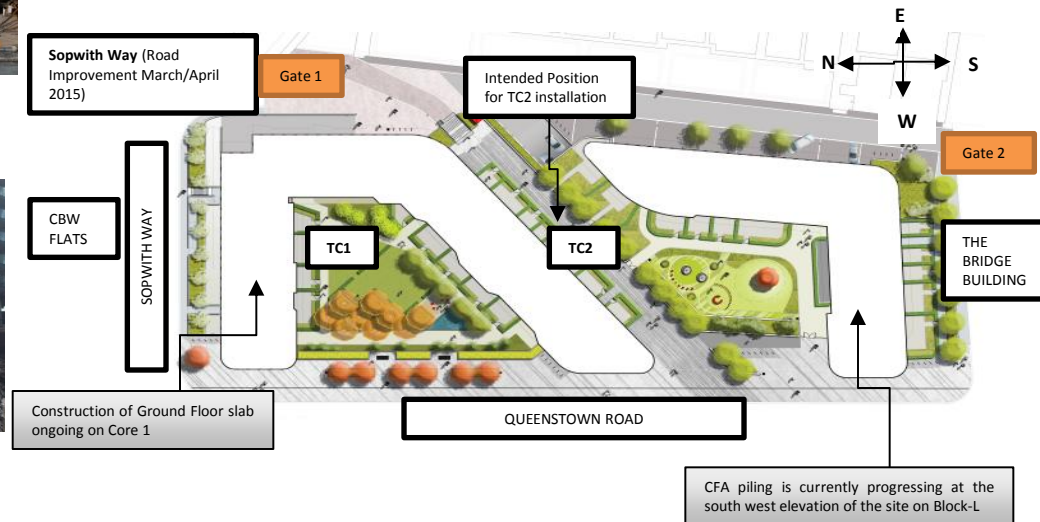 Sopwith Way (Road
Improvement March/April
2015)
Gate 1
Intended Position
for TC2 installation
E
N
S
W
Gate 2
CBW
FLATS
SOPWITH WAY
TC1
TC2
THE
BRIDGE
BUILDING
Construction of Ground Floor slab
ongoing on Core 1
QUEENSTOWN ROAD
CFA piling is currently progressing at the
south west elevation of the site on Block-L